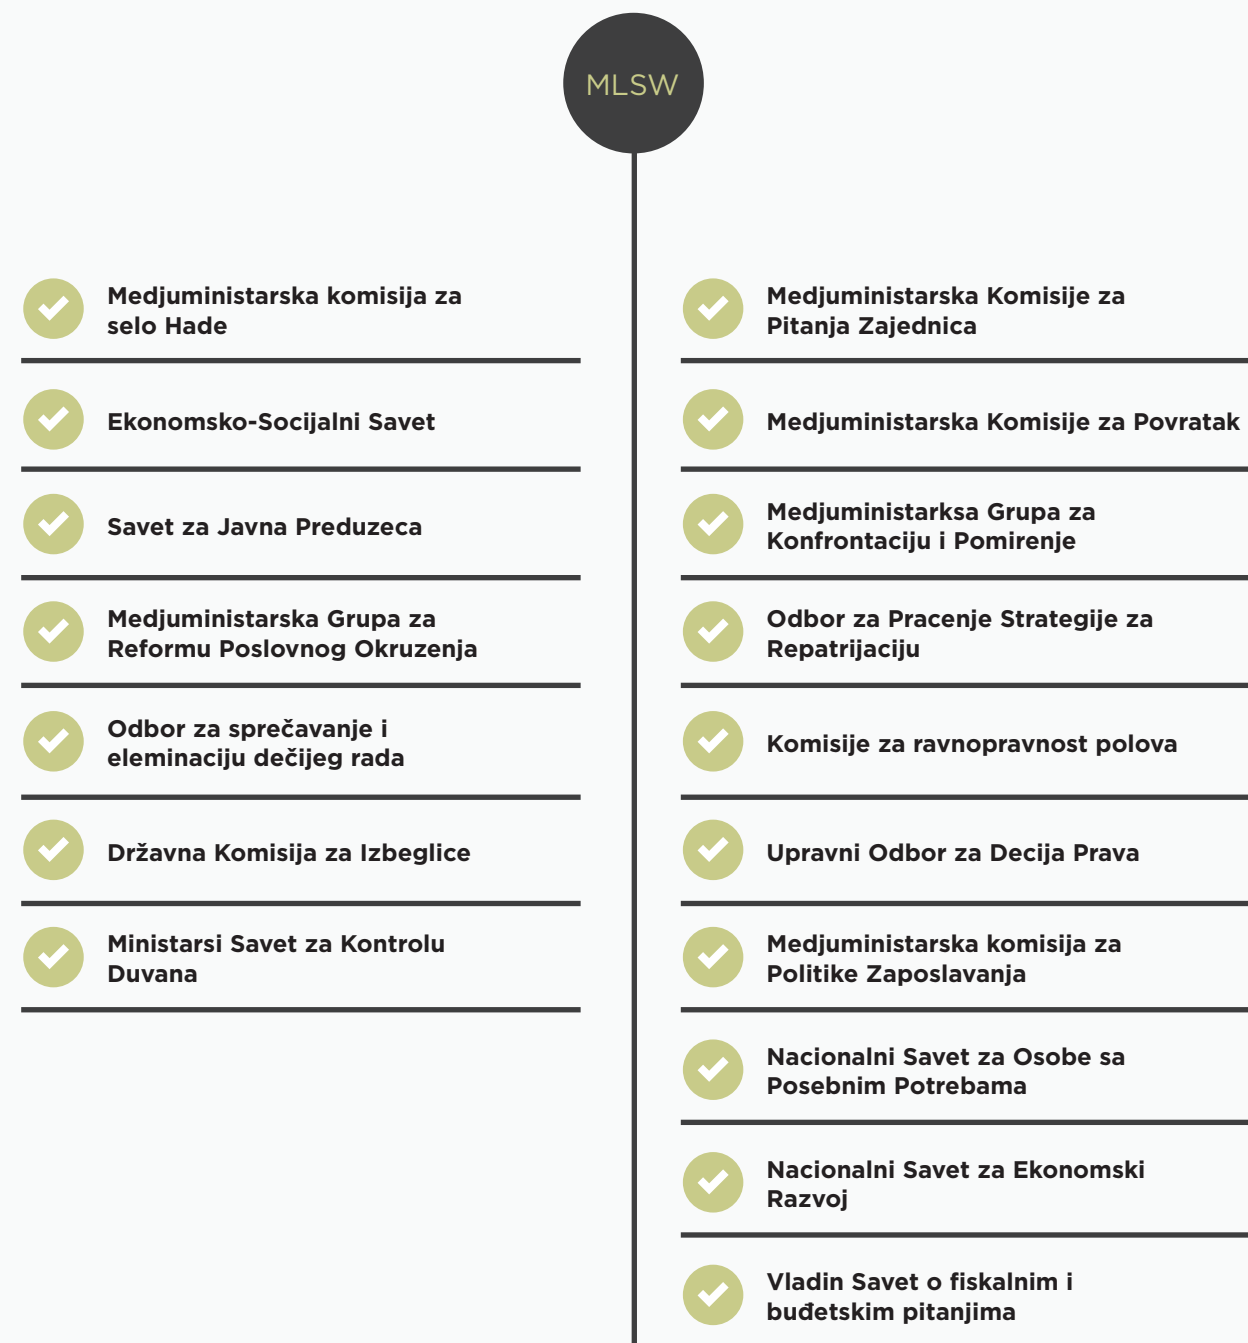 MLSW
Medjuministarska komisija za
selo Hade
Ekonomsko-Socijalni Savet
Savet za Javna Preduzeca
Medjuministarska Grupa za
Reformu Poslovnog Okruzenja
Odbor za sprečavanje i
eleminaciju dečijeg rada
Državna Komisija za Izbeglice
Ministarsi Savet za Kontrolu
Duvana
Medjuministarska Komisije za
Pitanja Zajednica
Medjuministarska Komisije za Povratak
Medjuministarksa Grupa za
Konfrontaciju i Pomirenje
Odbor za Pracenje Strategije za
Repatrijaciju
Komisije za ravnopravnost polova
Upravni Odbor za Decija Prava
Medjuministarska komisija za
Politike Zaposlavanja
Nacionalni Savet za Osobe sa
Posebnim Potrebama
Nacionalni Savet za Ekonomski
Razvoj
Vladin Savet o fiskalnim i
buđetskim pitanjima